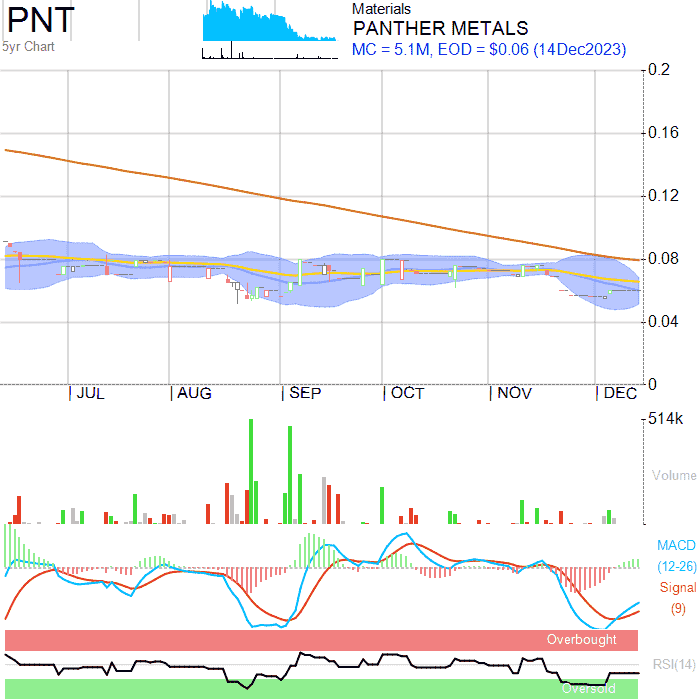 PNT
5yr Chart
Materials
PANTHER METALS
MC = 5.1M, EOD = $0.06 (14Dec2023)
0.2
0.16
0.12
0.08
0.04
0
JUL AUG SEP OCT NOV DEC
514k
Volume
MACD
(12-26)
Signal
(9)
Overbought
RSI(14)
Oversold